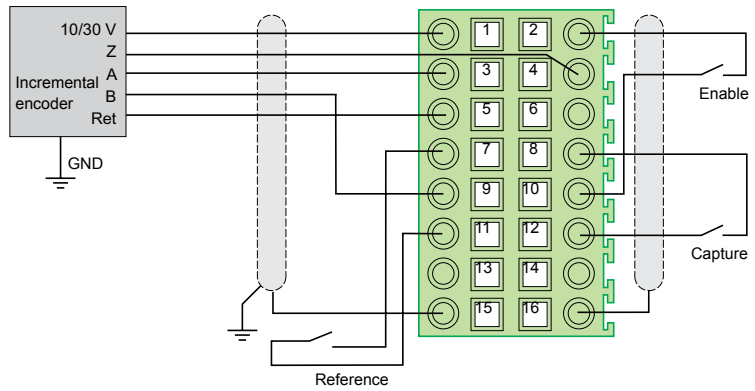 10/30 V
Z
A
B
Ret
Incremental
encoder
GND
1 2
3 4
5 6
7 8
9 10
11 12
13 14
15 16
Enable
Capture
Reference